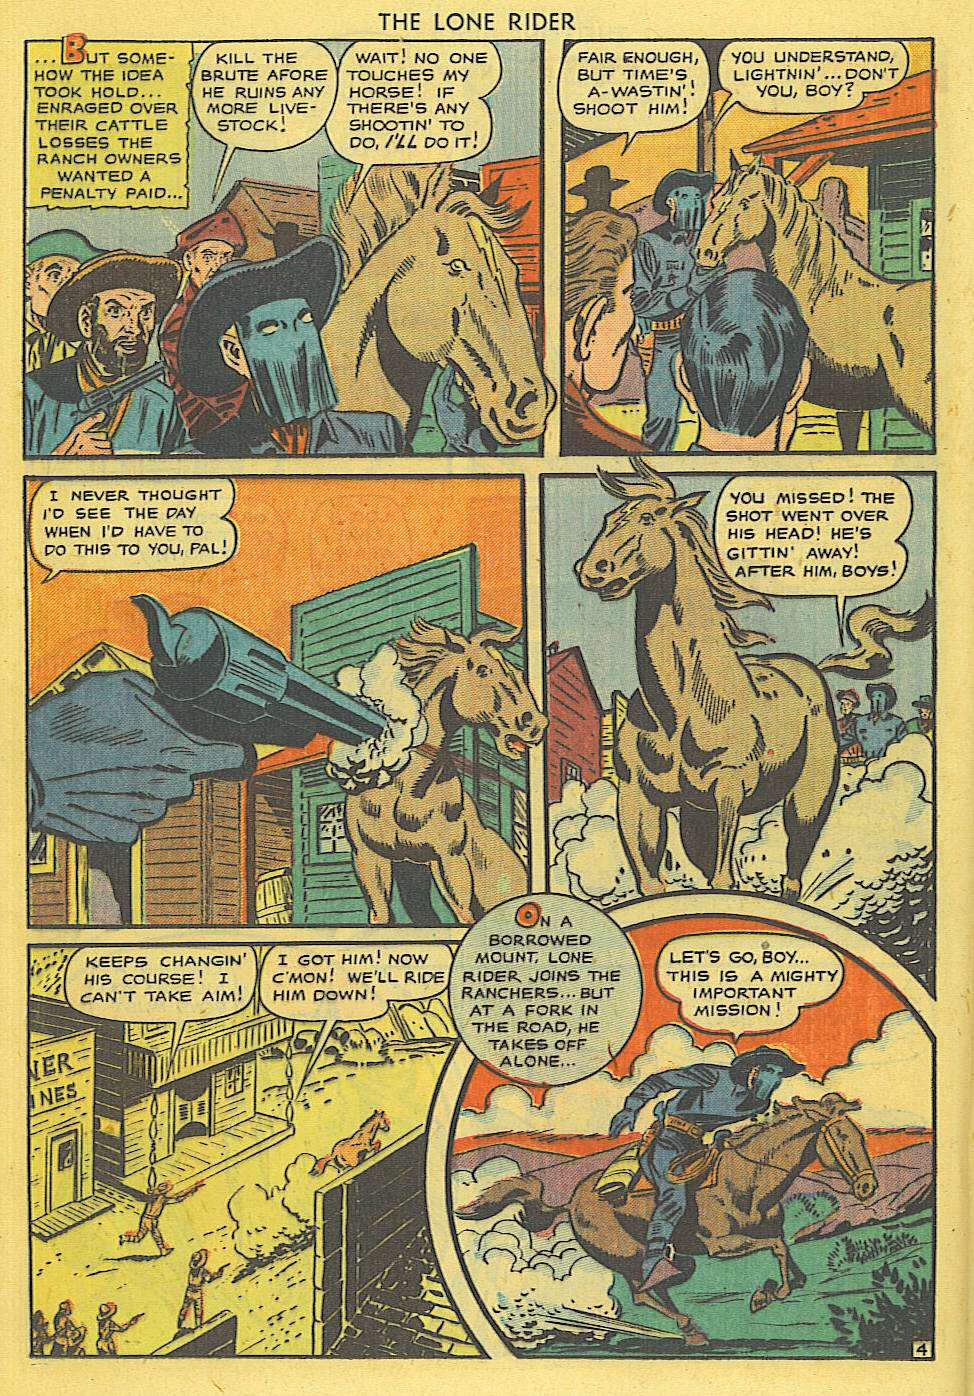 THE LONE RIDER
...BUT SOME-
HOW THE IDEA
TOOK HOLD...
ENRAGED OVER
THEIR CATTLE
LOSSES THE
RANCH OWNERS
WANTED A
PENALTY PAID...
KILL THE
BRUTE AFORE
HE RUINS ANY
MORE LIVE-
STOCK!
WAIT! NO ONE
TOUCHES MY
HORSE! IF
THERE'S ANY
SHOOTIN' TO
DO, I'LL DO IT!
FAIR ENOUGH,
BUT TIME'S
A-WASTIN'!
SHOOT HIM!
YOU UNDERSTAND,
LIGHTNIN'... DON'T
YOU, BOY?
I NEVER THOUGHT
I'D SEE THE DAY
WHEN I'D HAVE TO
DO THIS TO YOU, PAL!
YOU MISSED! THE
SHOT WENT OVER
HIS HEAD! HE'S
GITTIN' AWAY!
AFTER HIM, BOYS!
KEEPS CHANGIN'
HIS COURSE! I
CAN'T TAKE AIM!
I GOT HIM! NOW
C'MON! WE'LL RIDE
HIM DOWN!
NER
INES
ON A
BORROWED
MOUNT, LONE
RIDER JOINS THE
RANCHERS... BUT
AT A FORK IN
THE ROAD, HE
TAKES OFF
ALONE...
LET'S GO, BOY...
THIS IS A MIGHTY
IMPORTANT
MISSION!
4